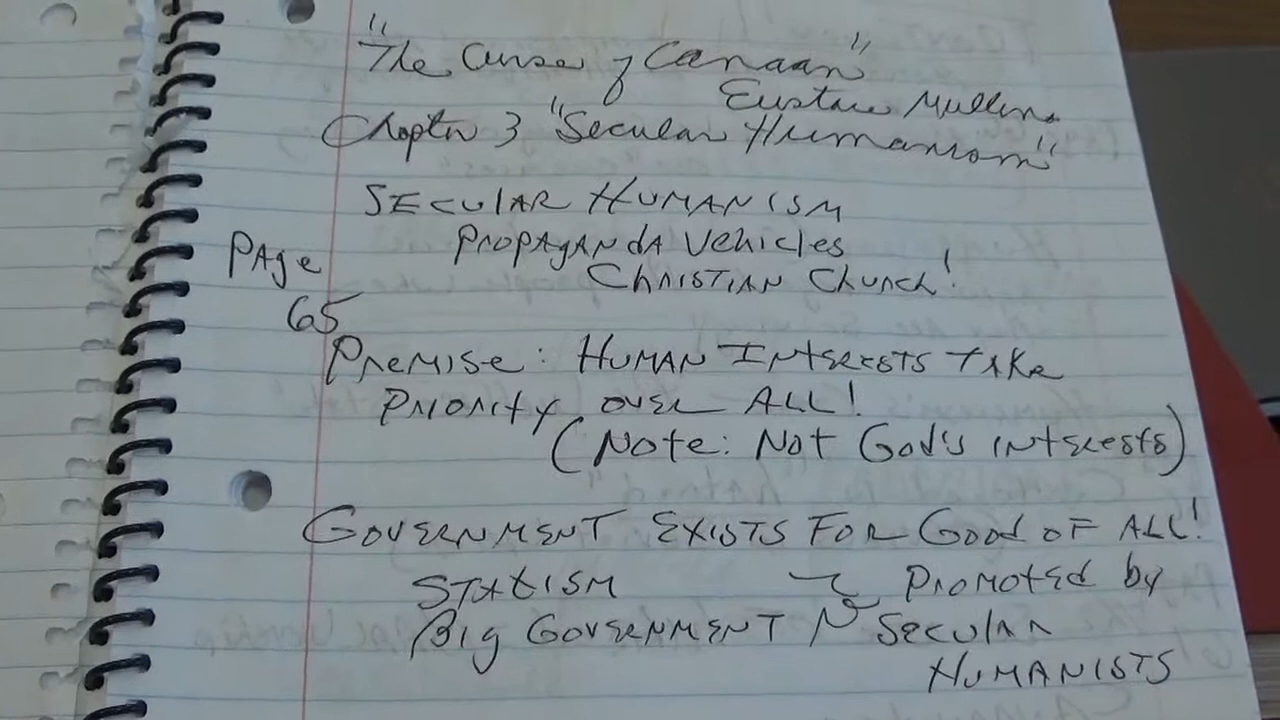 "The Curse of Canaan"
Eustace Mullins
Chapter 3 "Secular Humanism"
SECULAR HUMANISM
PROPAGANDA VEHICLES
CHRISTIAN CHURCH!
PAge
65
PREMISE: HUMAN INTERESTS TAKE
PRIORITY OVER ALL!
(Note: Not God's INTERESTS)
GOVERNMENT EXISTS FOR GOOD OF ALL!
STATISM Promoted by
Big GOVERNMENT SECULAR
HUMANISTS